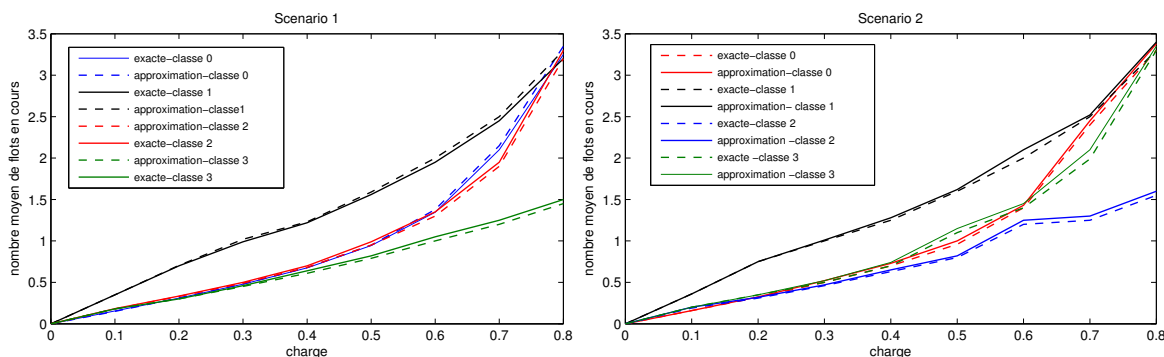 Scenario 1
3.5
3
2.5
2
1.5
1
0.5
0
nombre moyen de flots en cours
exacte-classe 0
approximation-classe 0
exacte-classe 1
approximation-classe1
approximation-classe 2
exacte-classe 2
approximation-classe 3
exacte-classe 3
0 0.1 0.2 0.3 0.4 0.5 0.6 0.7 0.8
charge
Scenario 2
3.5
3
2.5
2
1.5
1
0.5
0
nombre moyen de flots en cours
exacte-classe 0
approximation-classe 0
exacte-classe 1
approximation- classe 1
exacte-classe 2
approximation -classe 2
exacte -classe 3
approximation -classe 3
0 0.1 0.2 0.3 0.4 0.5 0.6 0.7 0.8
charge